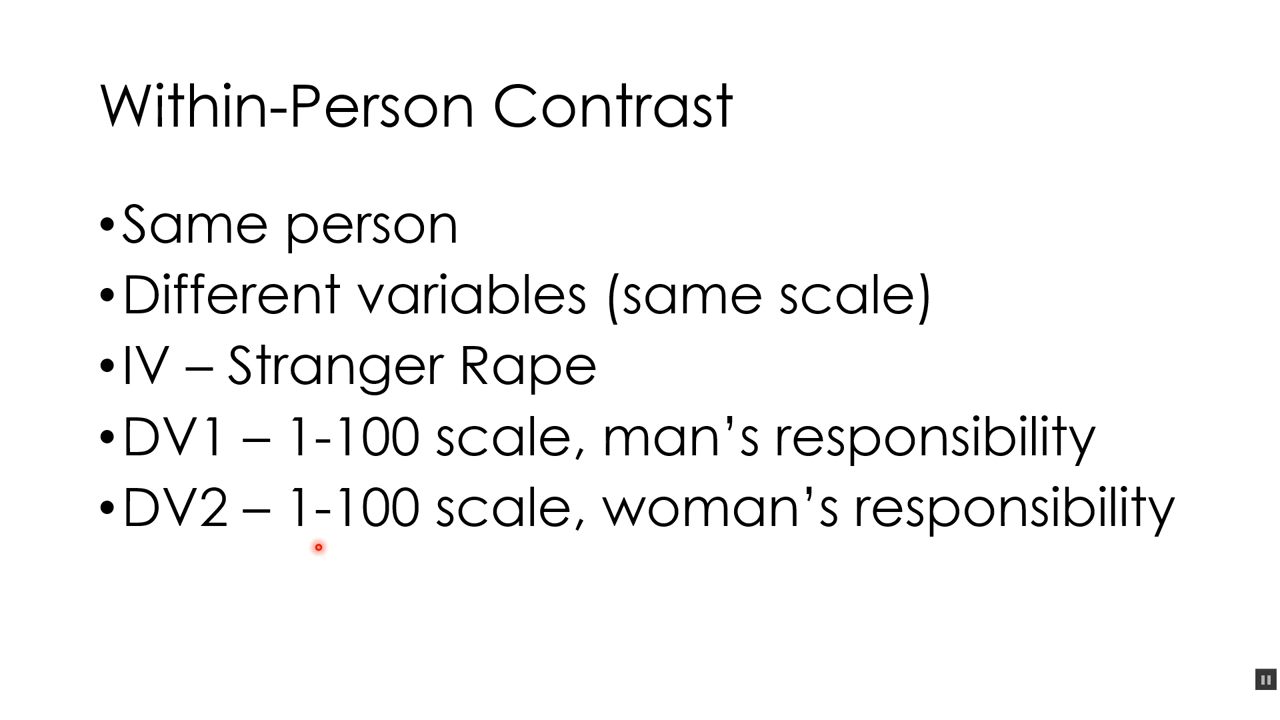 Within-Person Contrast
•Same person
•Different variables (same scale)
•IV – Stranger Rape
•DV1 – 1-100 scale, man’s responsibility
•DV2 – 1-100 scale, woman’s responsibility